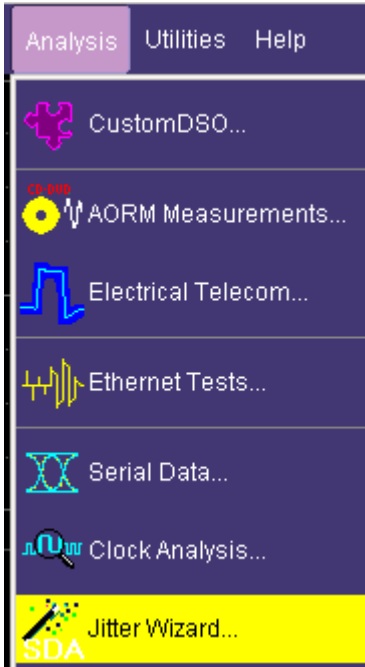 Analysis Utilities Help
CustomDSO...
CD-DVD
AORM Measurements...
Electrical Telecom...
Ethernet Tests...
Serial Data...
Clock Analysis...
Jitter Wizard...
SDA